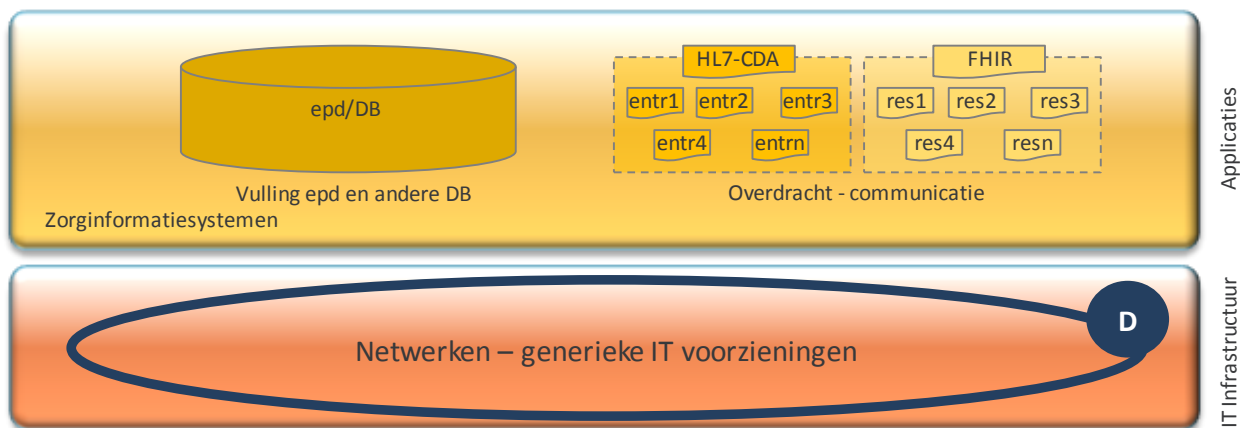 HL7-CDA
FHIR
epd/DB
entr1 entr2 entr3
res1 res2 res3
entr4 entrn
res4 resn
Vulling epd en andere DB
Overdracht - communicatie
Zorginformatiesystemen
Applicaties
D
Netwerken – generieke IT voorzieningen
IT Infrastructuur